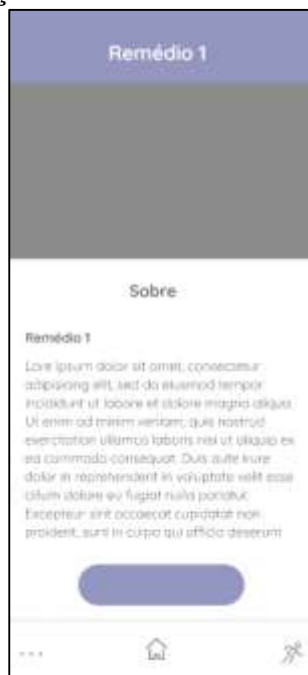 Remédio 1
Sobre
Remédio 1
Lore ipsum dolor sit amet, consectetur
adipiscing elit, sed do eiusmod tempor
incididunt ut labore et dolore magna aliqua.
Ut enim ad minim veniam, quis nostrud
exercitation ullamco laboris nisi ut aliquip ex
ea commodo consequat. Duis aute irure
dolor in reprehenderit in voluptate velit esse
cillum dolore eu fugiat nulla pariatur.
Excepteur sint occaecat cupidatat non
proident, sunt in culpa qui officia deserunt